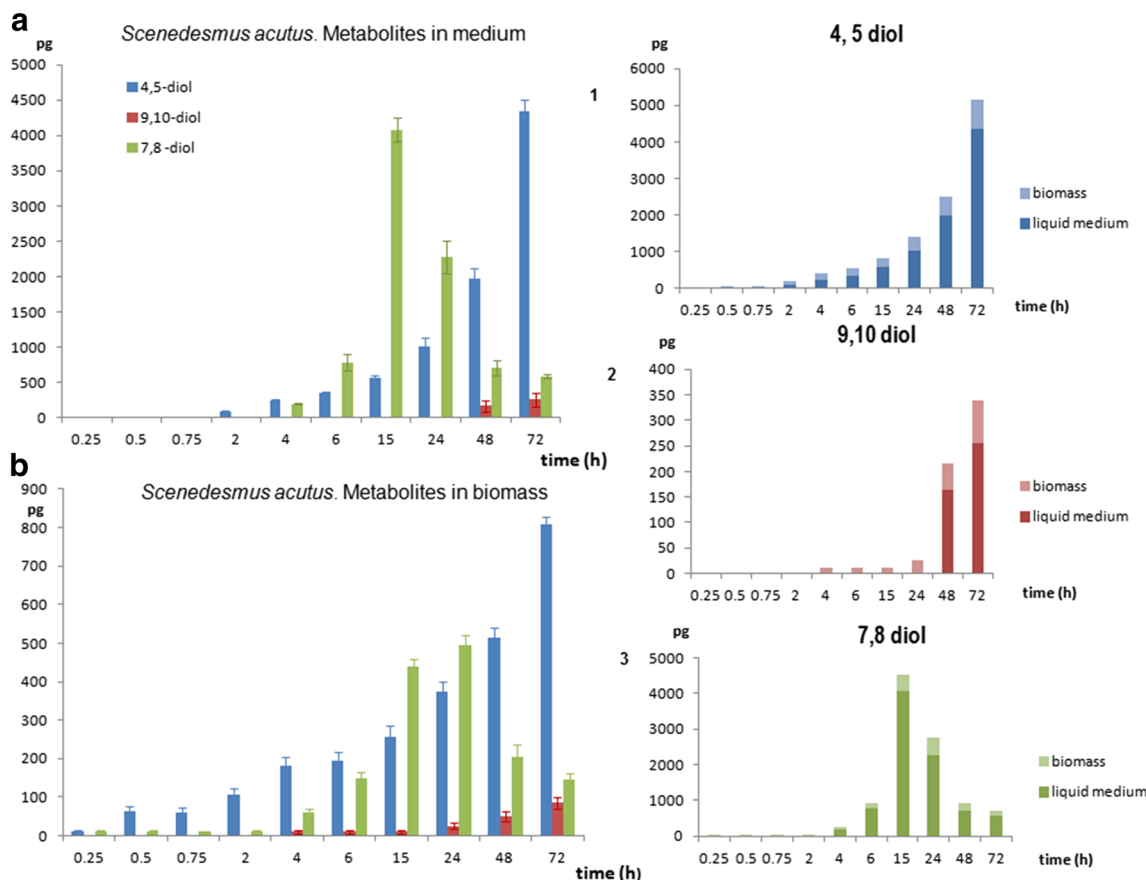 a
Scenedesmus acutus. Metabolites in medium
pg
5000
4500
4000
3500
3000
2500
2000
1500
1000
500
0
4,5-diol
9,10-diol
7,8 -diol
0.25 0.5 0.75 2 4 6 15 24 48 72
time (h)
b
Scenedesmus acutus. Metabolites in biomass
900
pg
800
700
600
500
400
300
200
100
0
0.25 0.5 0.75 2 4 6 15 24 48 72
time (h)
4, 5 diol
pg
1
6000
5000
4000
3000
2000
1000
0
biomass
liquid medium
0.25 0.5 0.75 2 4 6 15 24 48 72
time (h)
9,10 diol
pg
2
400
350
300
250
200
150
100
50
0
biomass
liquid medium
0.25 0.5 0.75 2 4 6 15 24 48 72
time (h)
7,8 diol
pg
3
5000
4000
3000
2000
1000
0
biomass
liquid medium
0.25 0.5 0.75 2 4 6 15 24 48 72
time (h)